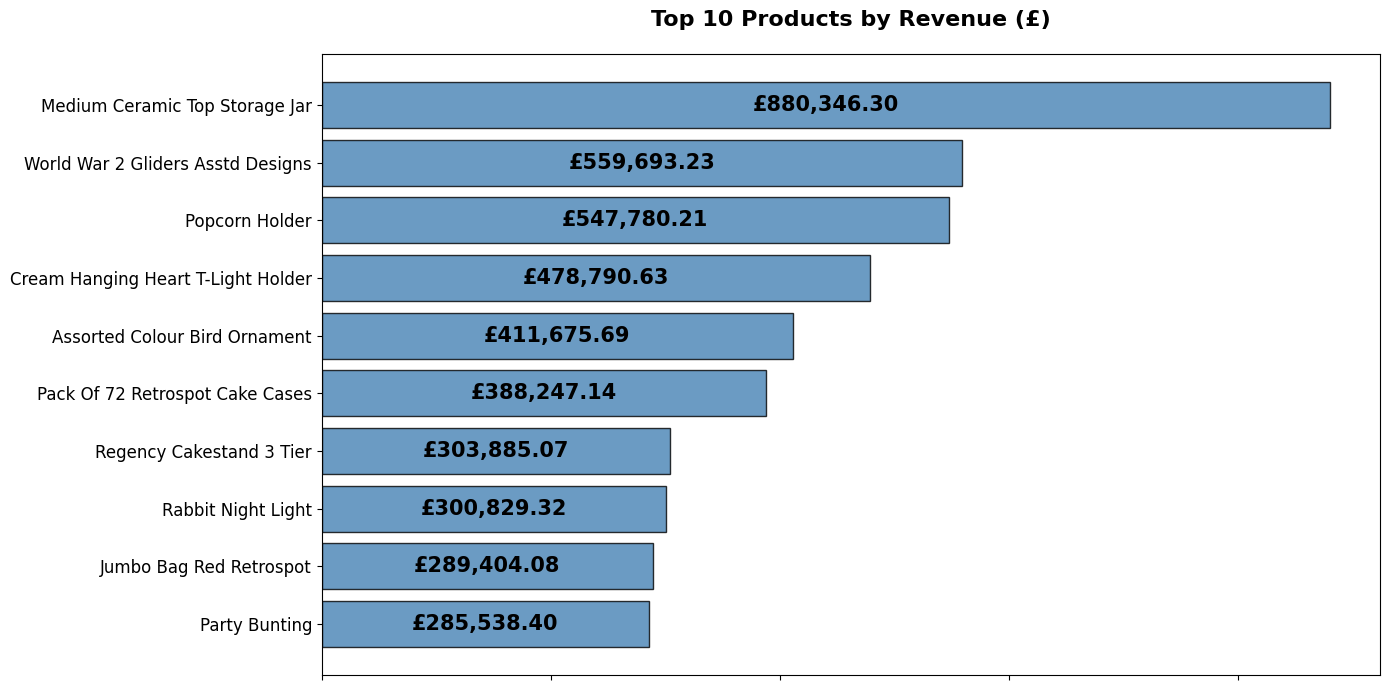 Top 10 Products by Revenue (£)
Medium Ceramic Top Storage Jar £880,346.30
World War 2 Gliders Asstd Designs £559,693.23
Popcorn Holder £547,780.21
Cream Hanging Heart T-Light Holder £478,790.63
Assorted Colour Bird Ornament £411,675.69
Pack Of 72 Retrospot Cake Cases £388,247.14
Regency Cakestand 3 Tier £303,885.07
Rabbit Night Light £300,829.32
Jumbo Bag Red Retrospot £289,404.08
Party Bunting £285,538.40